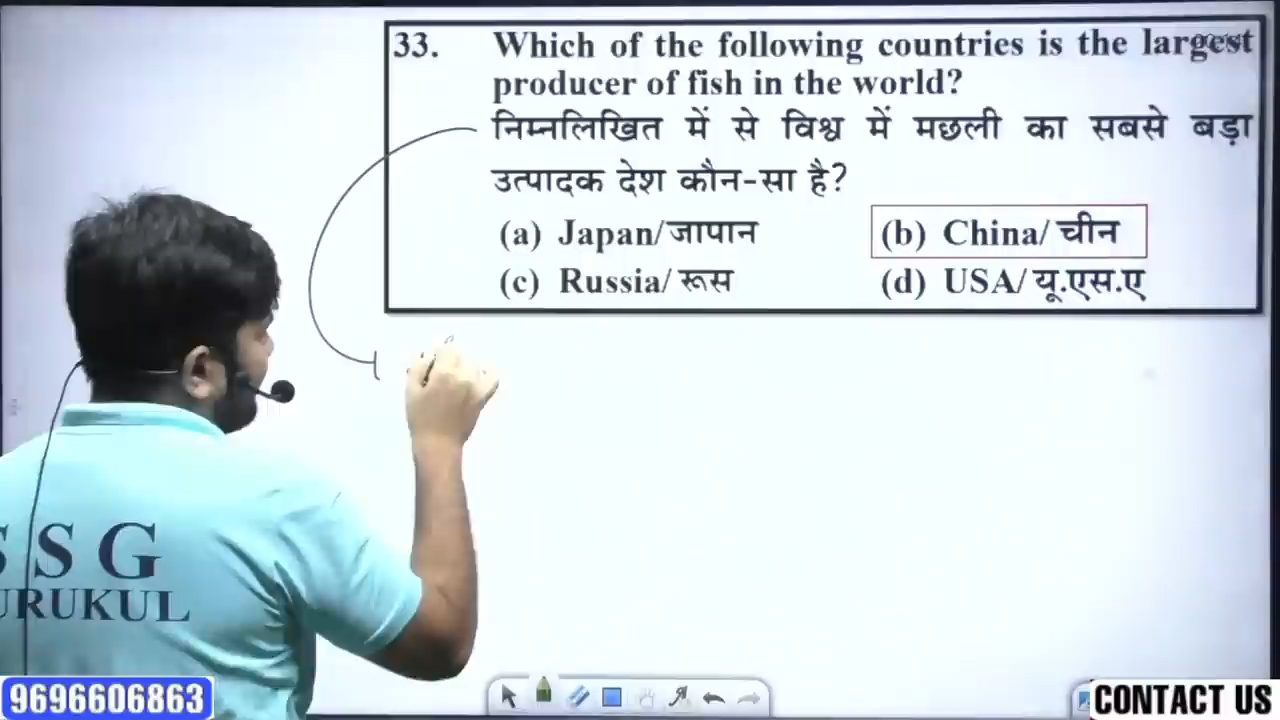 33. Which of the following countries is the largest
producer of fish in the world?
निम्नलिखित में से विश्व में मछली का सबसे बड़ा
उत्पादक देश कौन-सा है?
(a) Japan/जापान (b) China/चीन
(c) Russia/रूस (d) USA/यू.एस.ए
S S G
URUKUL
9696606863
CONTACT US